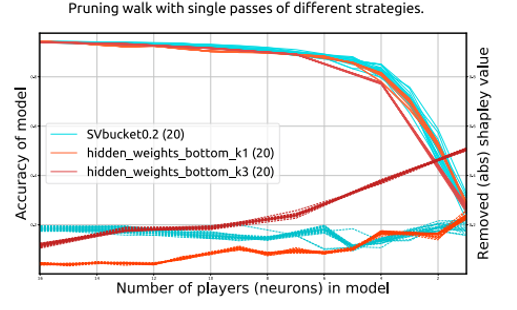 Pruning walk with single passes of different strategies.
Accuracy of model
SVbucket0.2 (20)
hidden_weights_bottom_k1 (20)
hidden_weights_bottom_k3 (20)
Removed (abs) shapley value
Number of players (neurons) in model